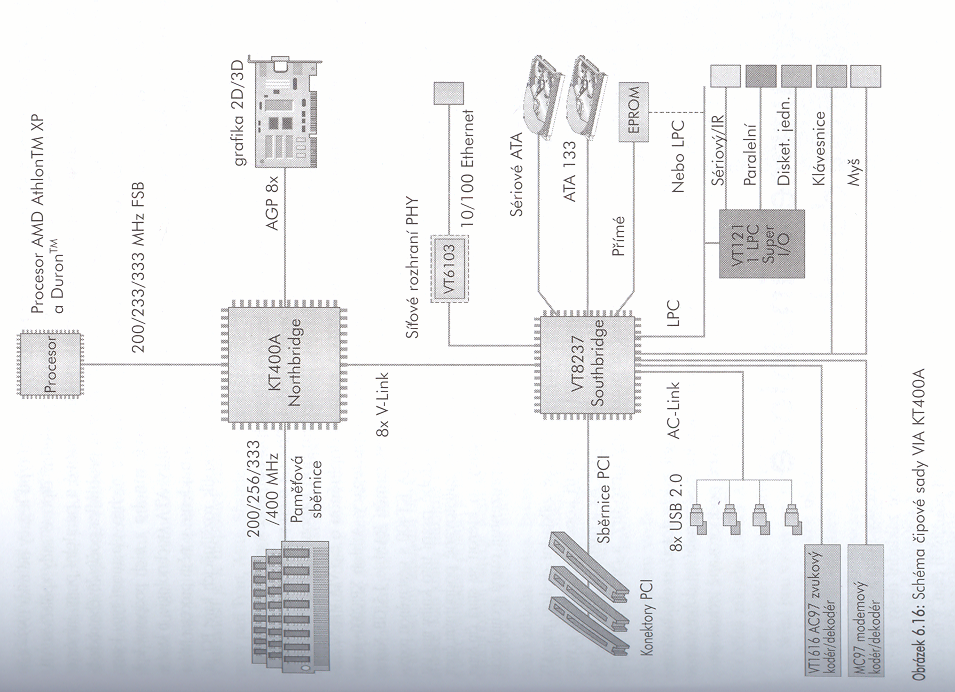 Procesor AMD AthlonTM XP
a Duron™
Procesor
200/233/333 MHz FSB
grafika 2D/3D
AGP 8x
KT400A
Northbridge
200/256/333
/400 MHz
Paměťová
sběrnice
8x V-Link
Síťové rozhraní PHY
VT6103
10/100 Ethernet
Sériové ATA
ATA 133
EPROM
Přímé
Nebo LPC
VT8237
Southbridge
LPC
VT121
1 LPC
Super
I/O
Sériový/IR
Paralelní
Disket. jedn.
Klávesnice
Myš
Sběrnice PCI
Konektory PCI
AC-Link
8x USB 2.0
VT1616 AC97 zvukový
kodér/dekodér
MC97 modemový
kodér/dekodér
Obrázek 6.16: Schéma čipové sady VIA KT400A